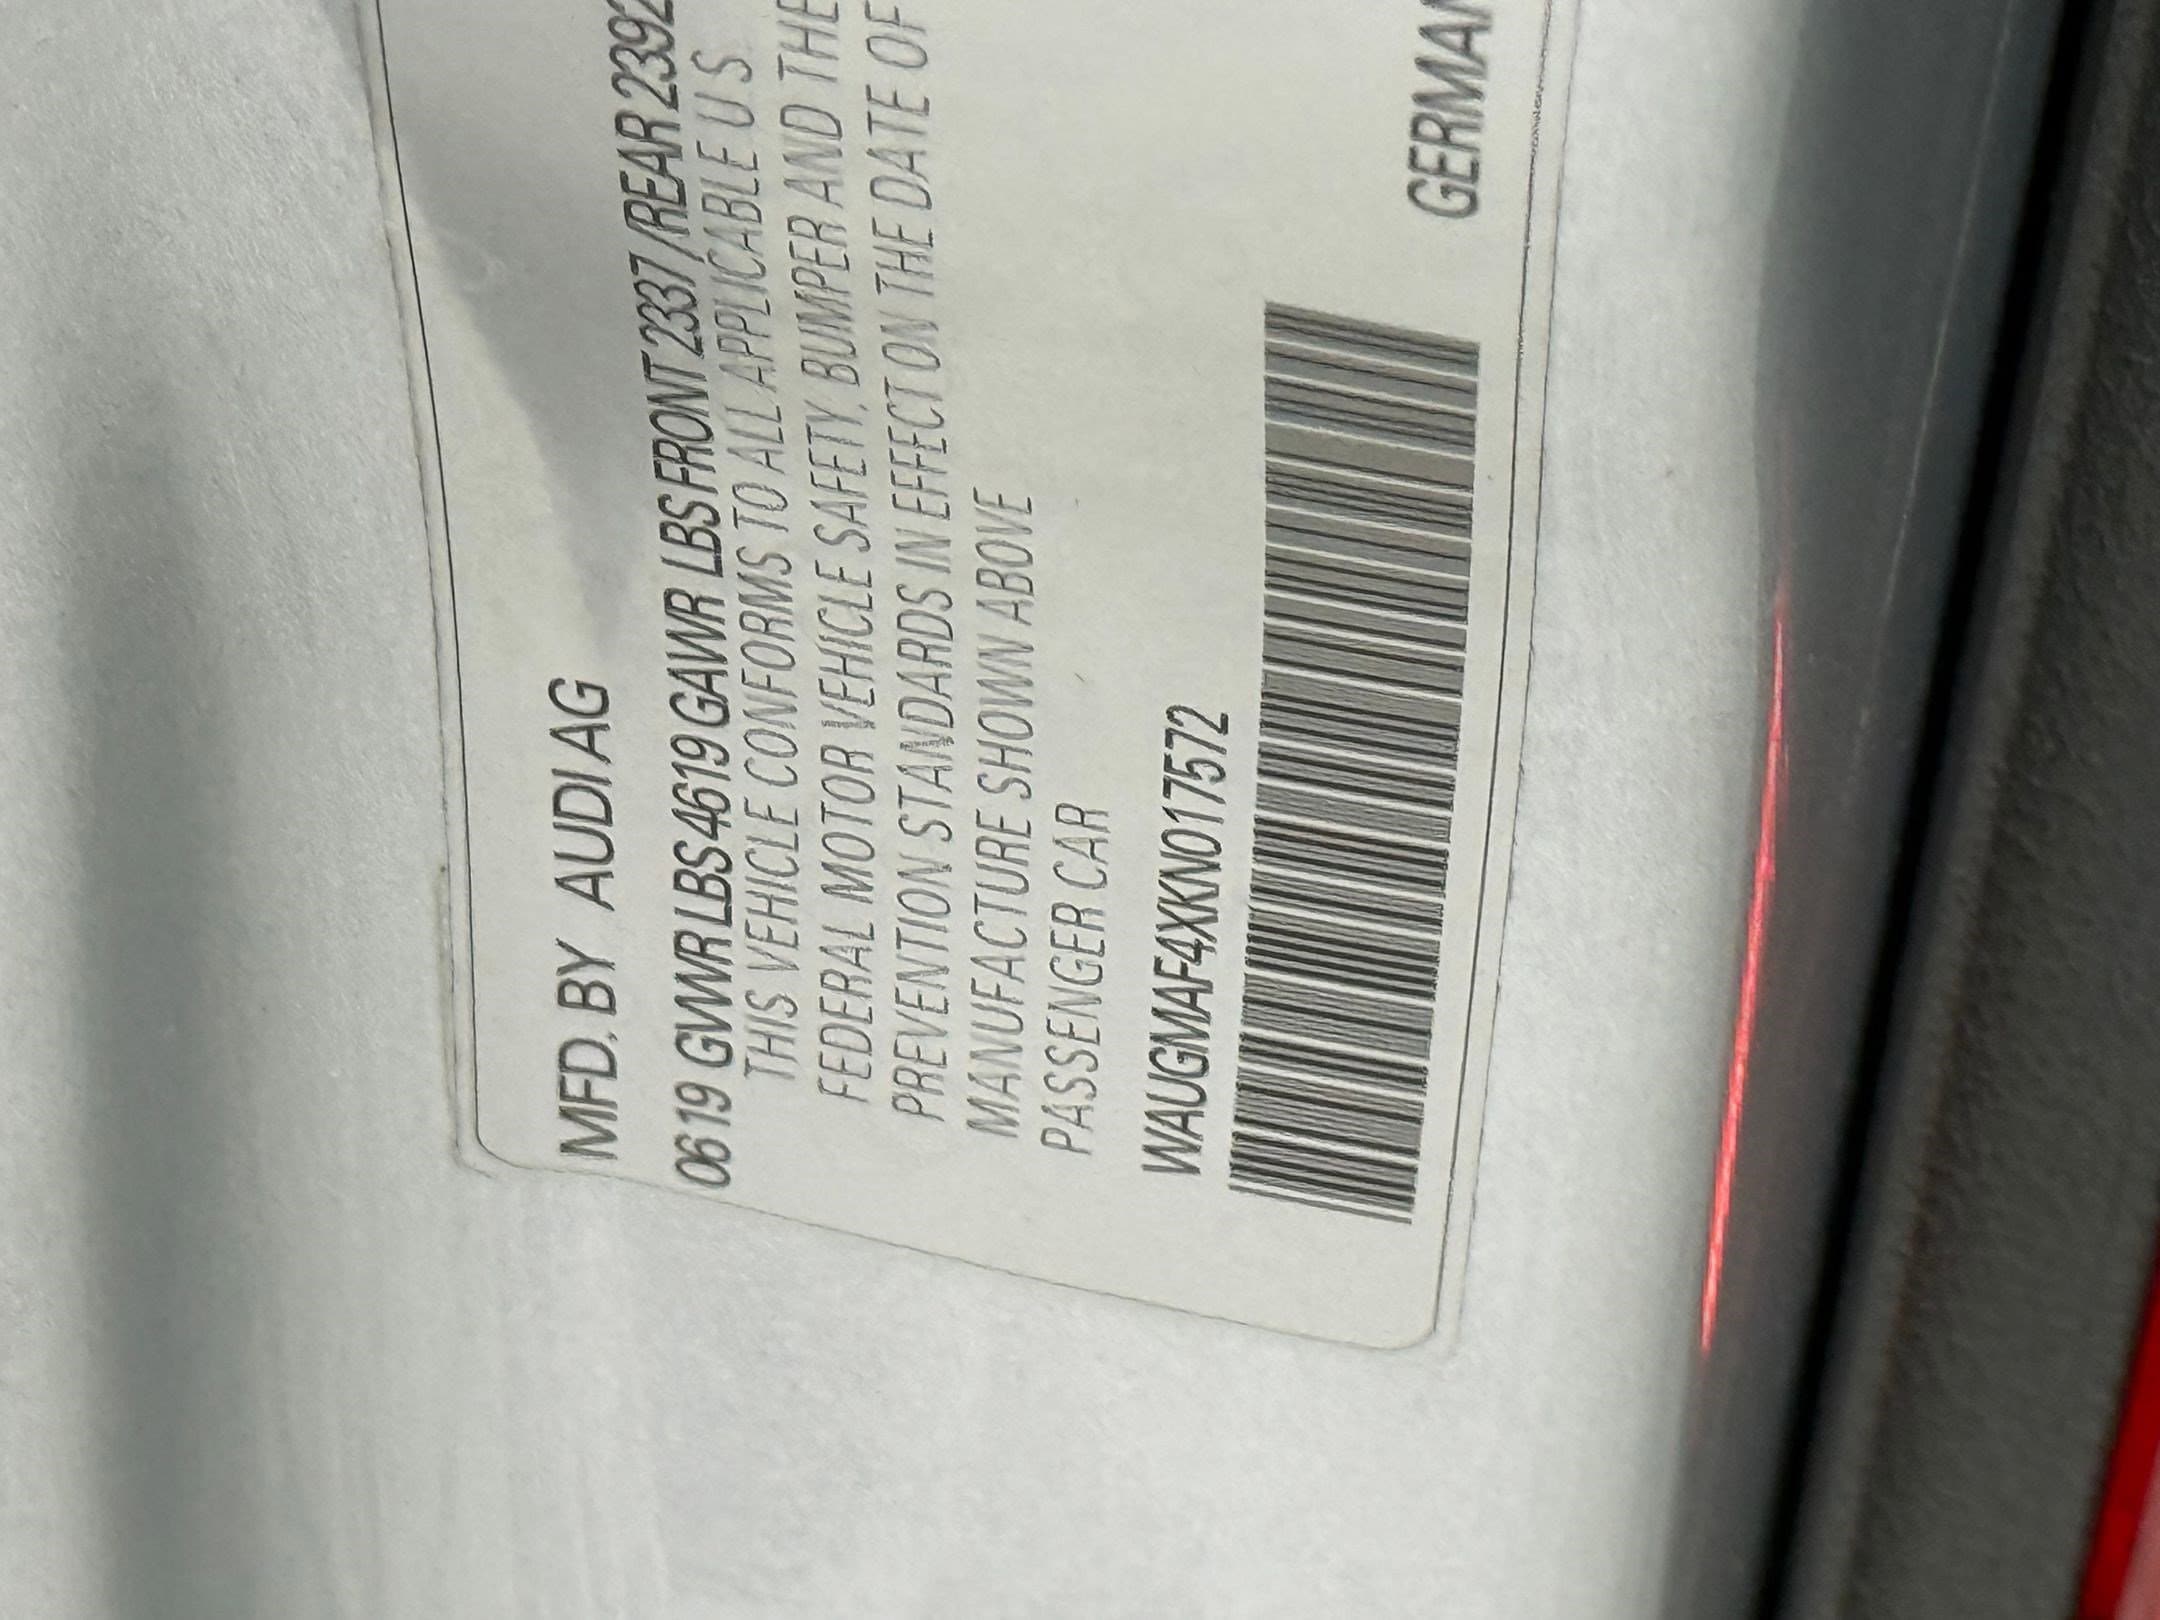 MFD. BY AUDI AG
0619 GVWR LBS 4619 GAWR LBS FRONT 2337 / REAR 2392
THIS VEHICLE CONFORMS TO ALL APPLICABLE U S
FEDERAL MOTOR VEHICLE SAFETY, BUMPER AND THE
PREVENTION STANDARDS IN EFFECT ON THE DATE OF
MANUFACTURE SHOWN ABOVE
PASSENGER CAR
WAUGMAF4XKN017572
GERMAN